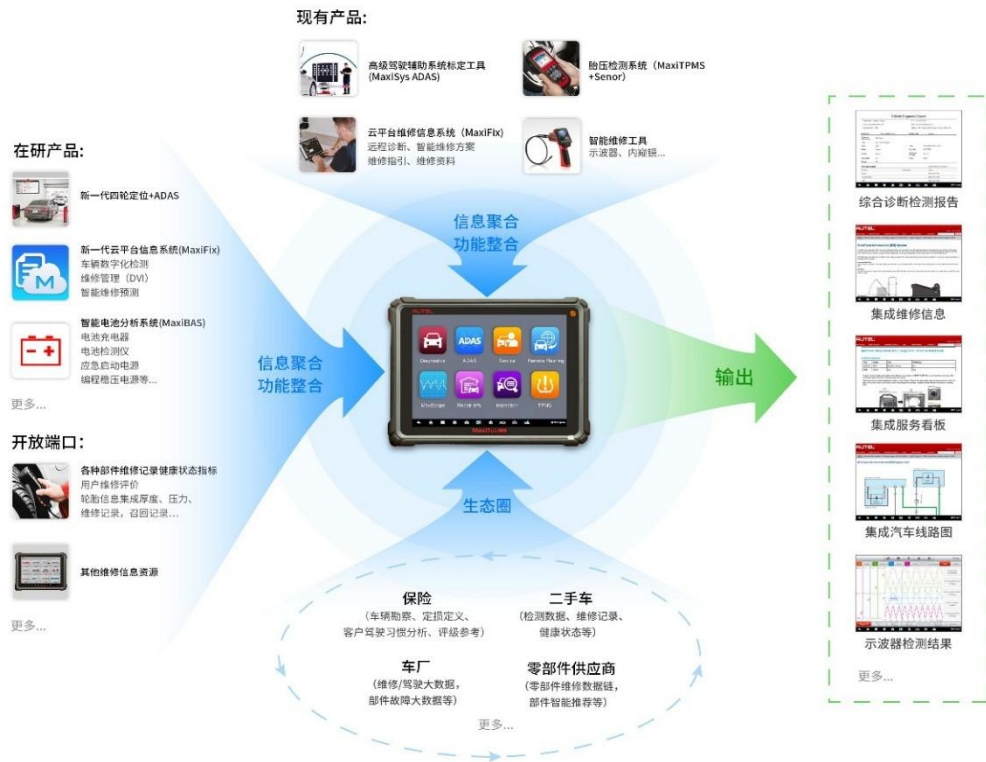 现有产品:
高级驾驶辅助系统标定工具
(MaxiSys ADAS)
胎压检测系统（MaxiTPMS
+Senor）
云平台维修信息系统（MaxiFix)
远程诊断、智能维修方案
维修指引、维修资料
智能维修工具
示波器、内窥镜...
在研产品:
新一代四轮定位+ADAS
新一代云平台信息系统(MaxiFix)
车辆数字化检测
维修管理（DVI）
智能维修预测
智能电池分析系统(MaxiBAS)
电池充电器
电池检测仪
应急启动电源
编程稳压电源等...
更多...
开放端口:
各种部件维修记录健康状态指标
用户维修评价
轮胎信息集成厚度、压力、
维修记录，召回记录...
其他维修信息资源
更多...
信息聚合
功能整合
信息聚合
功能整合
AUTEL
Diagnostics
ADAS
ADAS
Service
MaxiScope
TPMS
MaxiSys
输出
生态圈
保险
（车辆勘察、定损定义、
客户驾驶习惯分析、评级参考）
二手车
（检测数据、维修记录、
健康状态等）
车厂
（维修/驾驶大数据，
部件故障大数据等）
零部件供应商
（零部件维修数据链，
部件智能推荐等）
更多...
综合诊断检测报告
AUTEL
集成维修信息
AUTEL
集成服务看板
AUTEL
集成汽车线路图
示波器检测结果
更多...